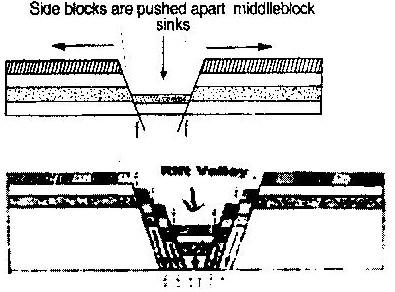 Side blocks are pushed apart middleblock
sinks
Rift Valley